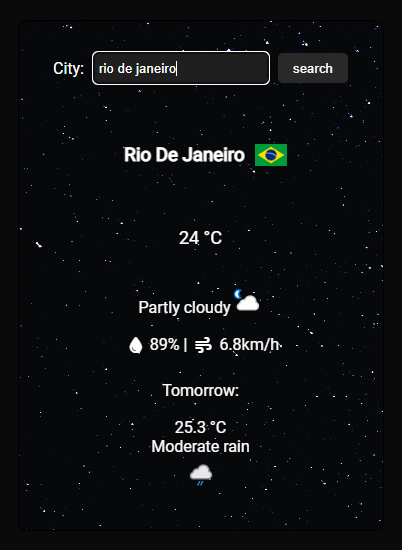 City: rio de janeiro search
Rio De Janeiro
24 °C
Partly cloudy
89% | 6.8km/h
Tomorrow:
25.3 °C
Moderate rain